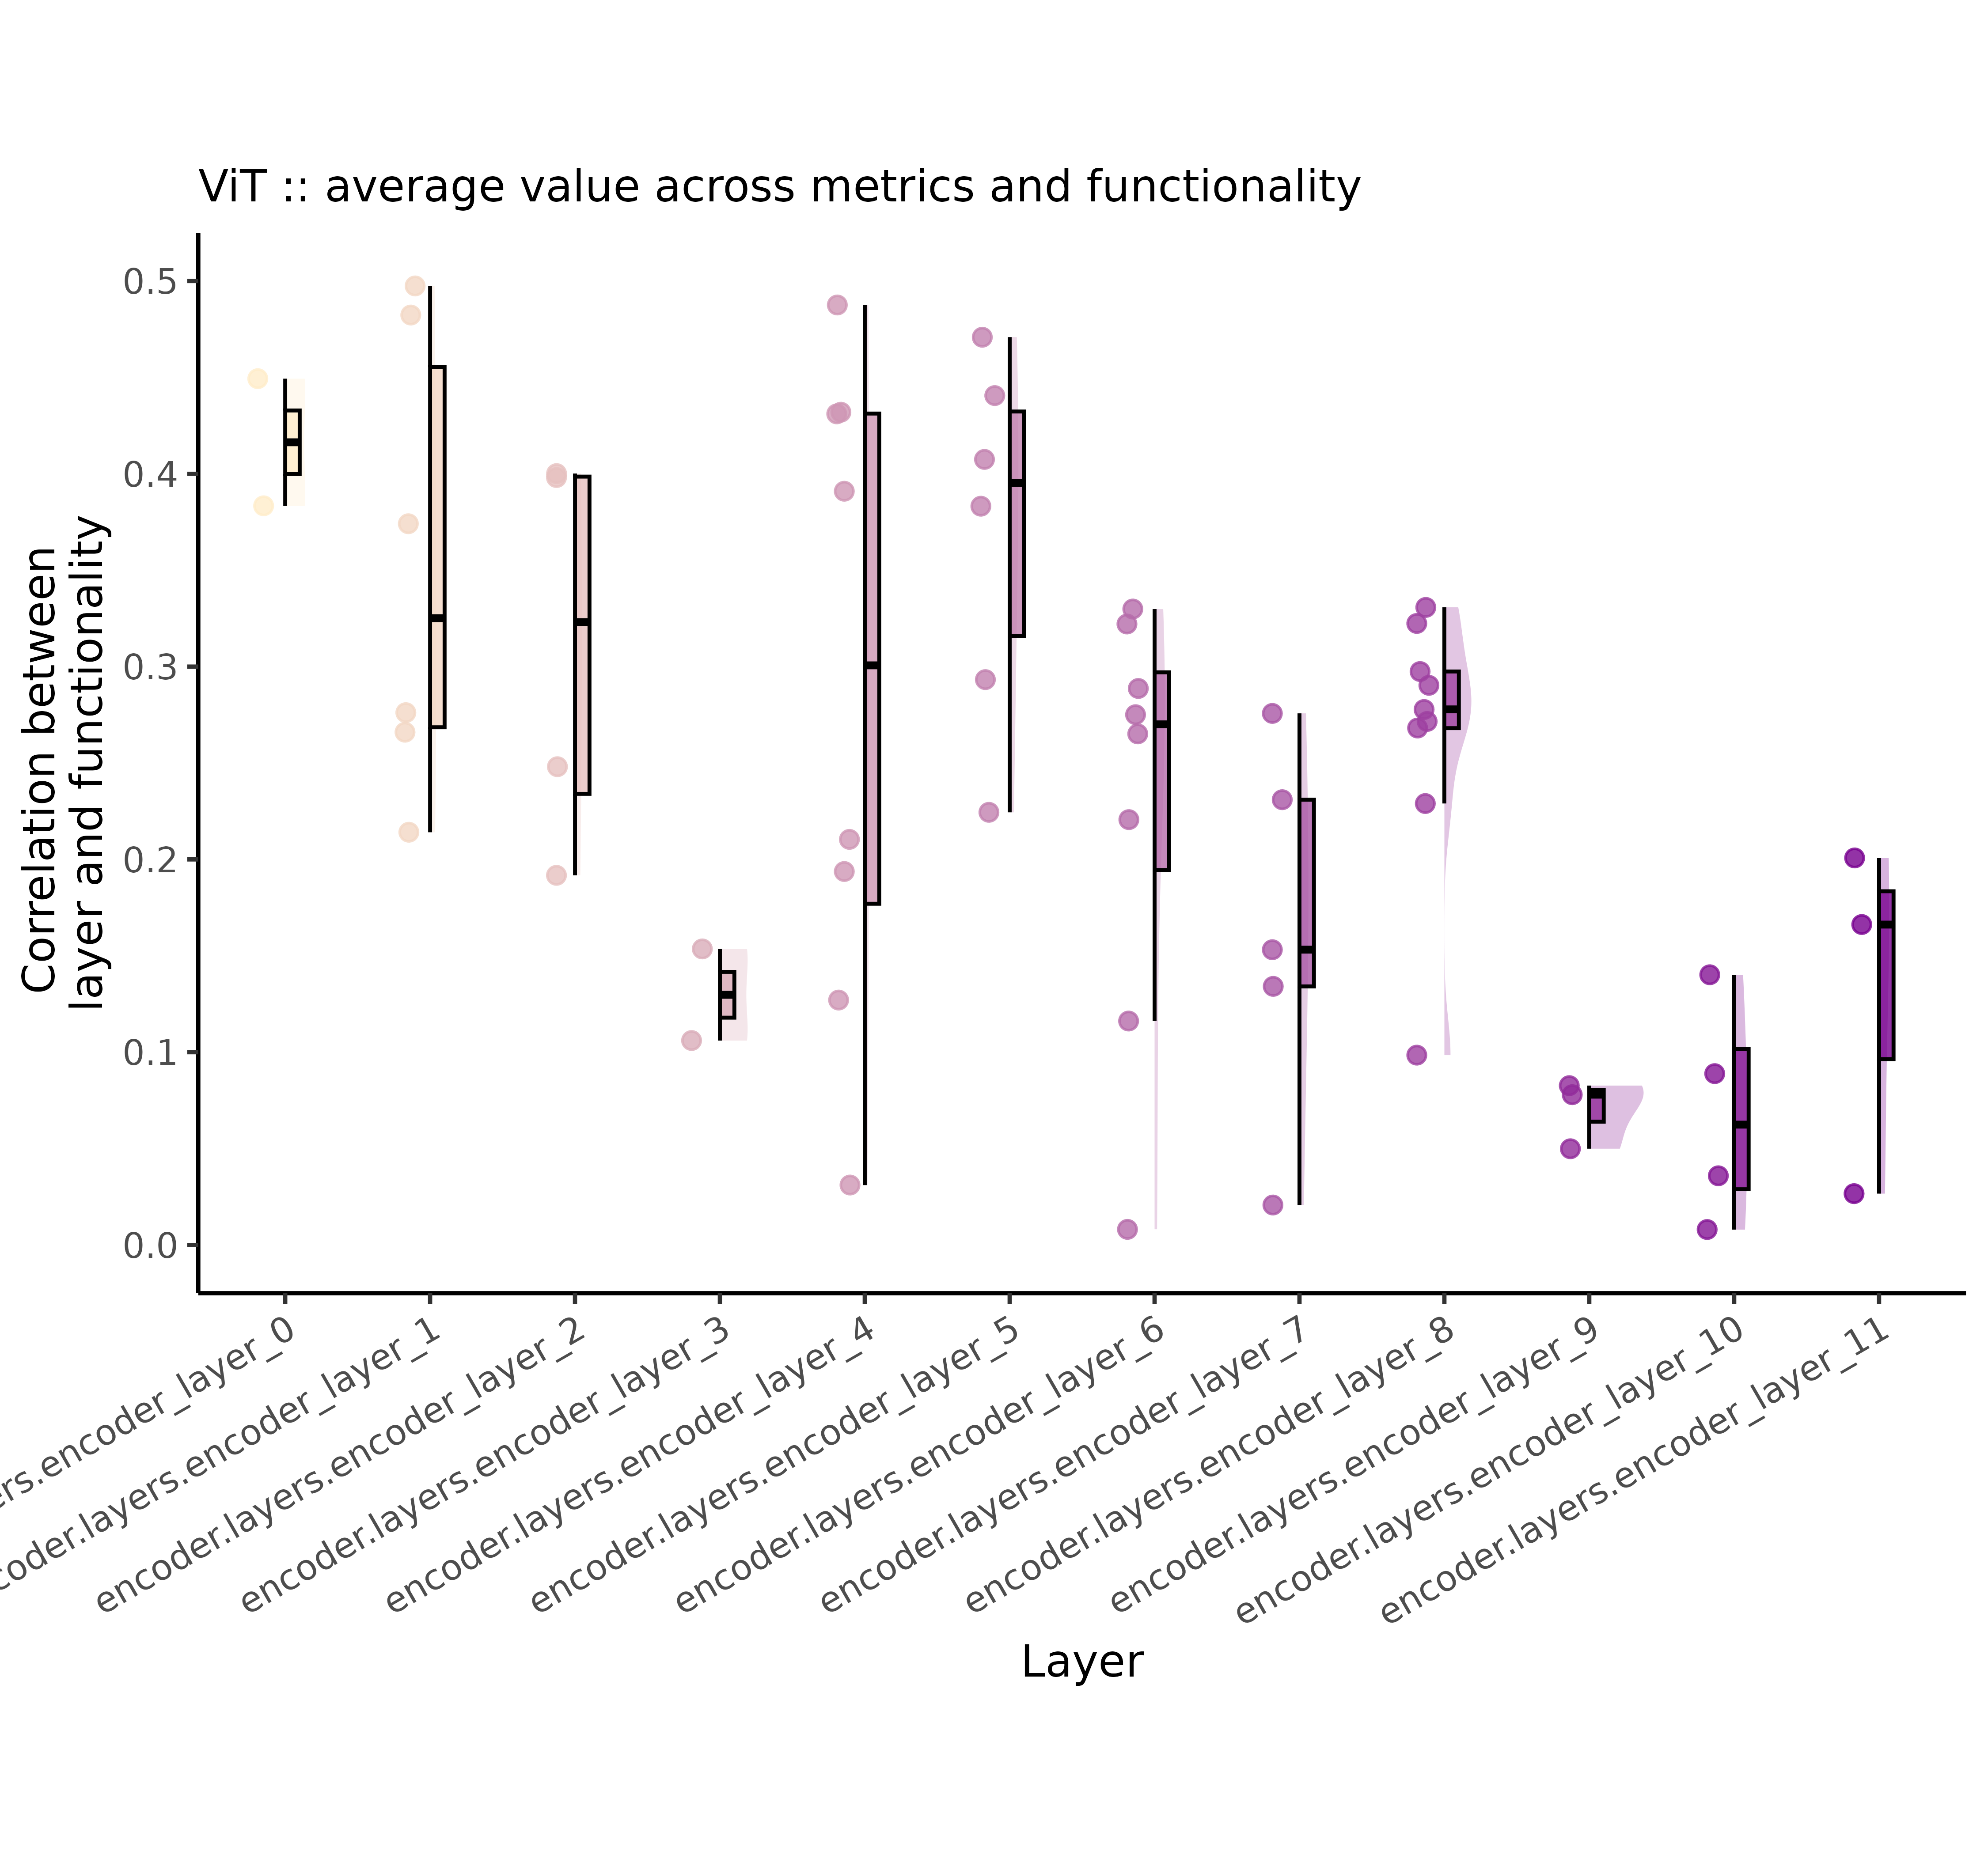 ViT :: average value across metrics and functionality
Correlation between
layer and functionality
0.5
0.4
0.3
0.2
0.1
0.0
ers.encoder_layer_0
coder.layers.encoder_layer_1
encoder.layers.encoder_layer_2
encoder.layers.encoder_layer_3
encoder.layers.encoder_layer_4
encoder.layers.encoder_layer_5
encoder.layers.encoder_layer_6
encoder.layers.encoder_layer_7
encoder.layers.encoder_layer_8
encoder.layers.encoder_layer_9
encoder.layers.encoder_layer_10
encoder.layers.encoder_layer_11
Layer